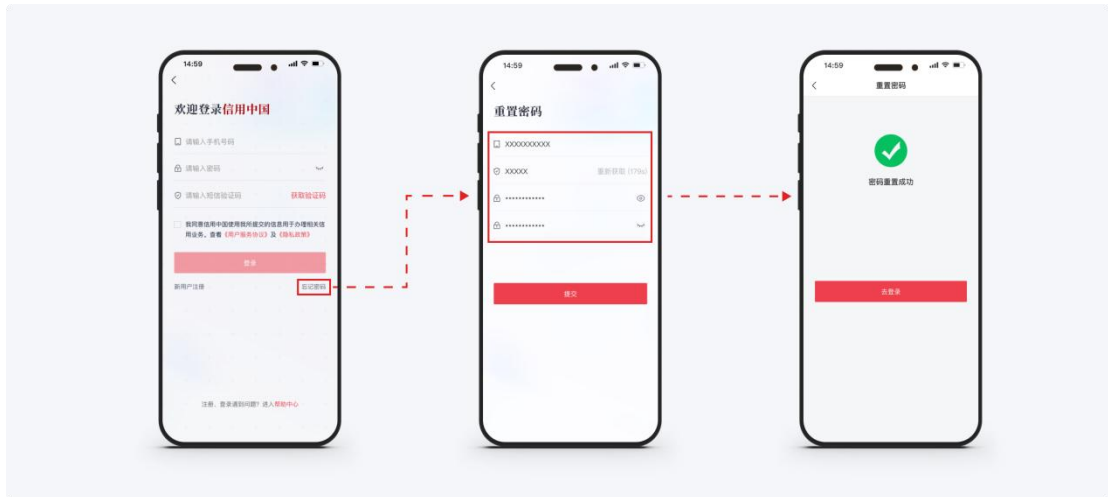 14:59
欢迎登录信用中国
请输入手机号码
请输入密码
请输入短信验证码 获取验证码
我同意信用中国使用我所提交的信息用于办理相关信
用业务。查看《用户服务协议》及《隐私政策》
登录
新用户注册 忘记密码
注册、登录遇到问题? 进入帮助中心
14:59
重置密码
XXXXXXXXXX
XXXXX 重新获取 (179s)
••••••••••••
••••••••••••
提交
14:59
重置密码
密码重置成功
去登录